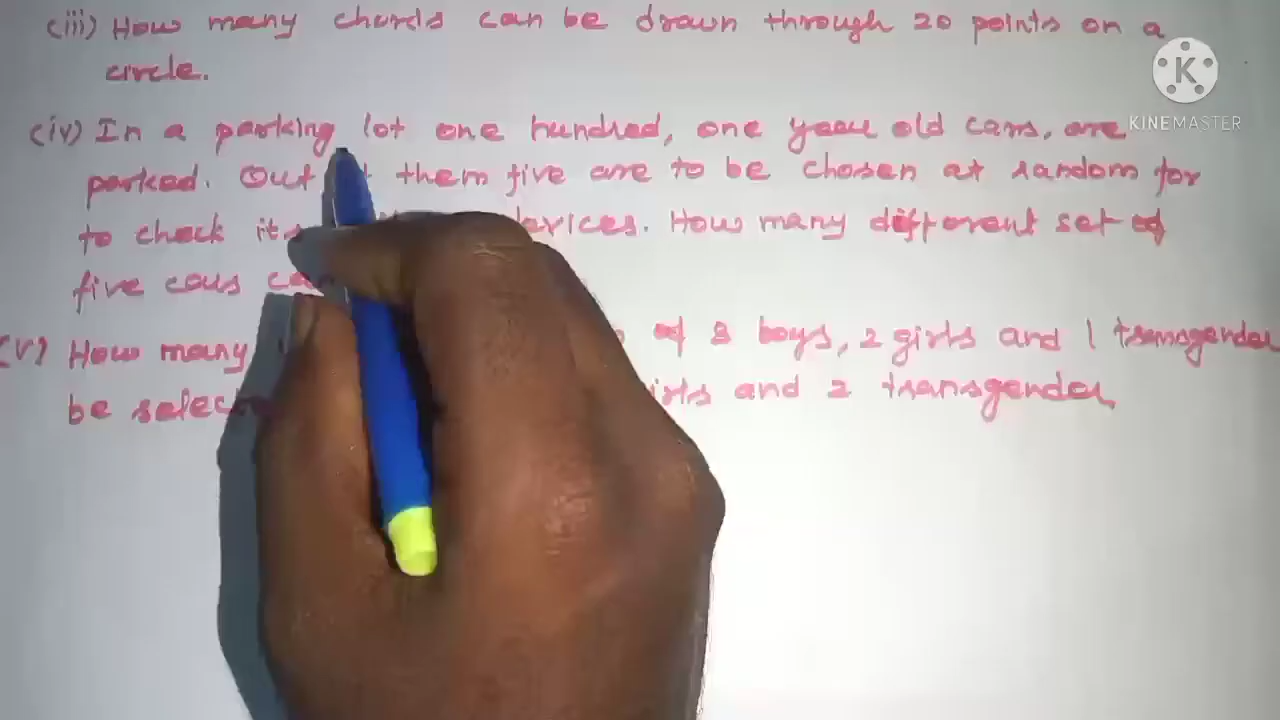 (iii) How many chords can be drawn through 20 points on a
circle.
(iv) In a parking lot one hundred, one year old cars, are
parked. Out them five are to be chosen at random for
to check its devices. How many different set of
five cars
(v) How many of 3 boys, 2 girls and 1 transgender
be and 2 transgender
K
KINEMASTER